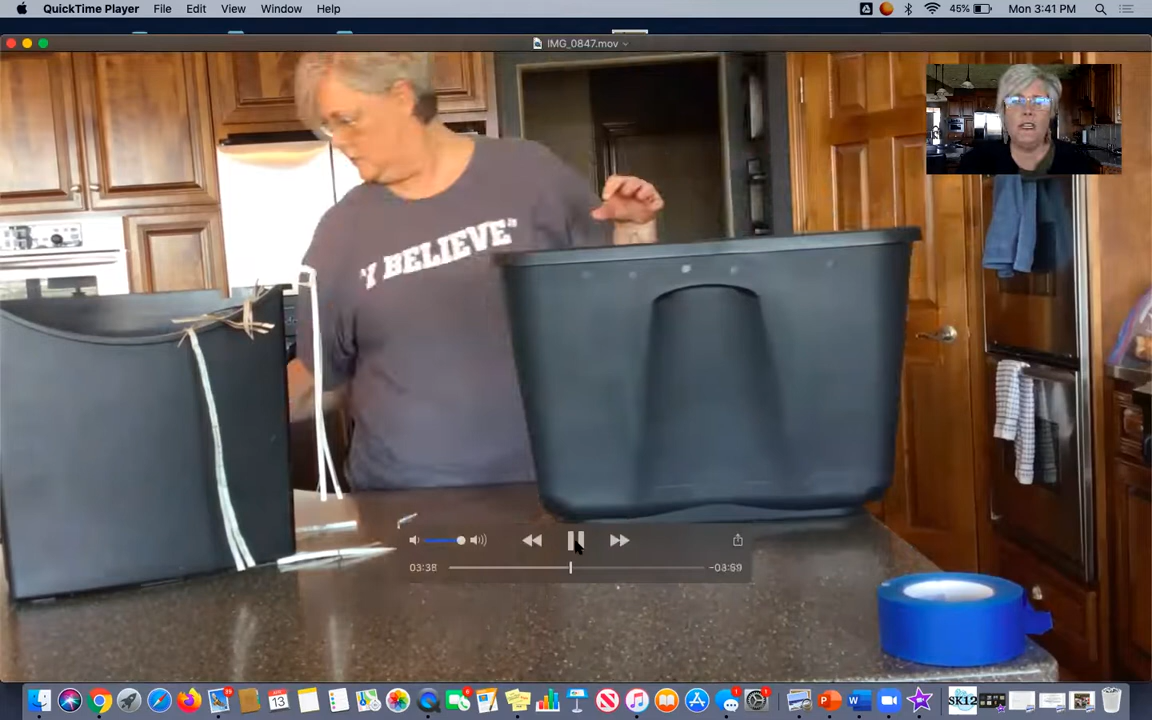 QuickTime Player File Edit View Window Help 45% Mon 3:41 PM
IMG_0847.mov
"I BELIEVE"
03:38 -03:59
SK12